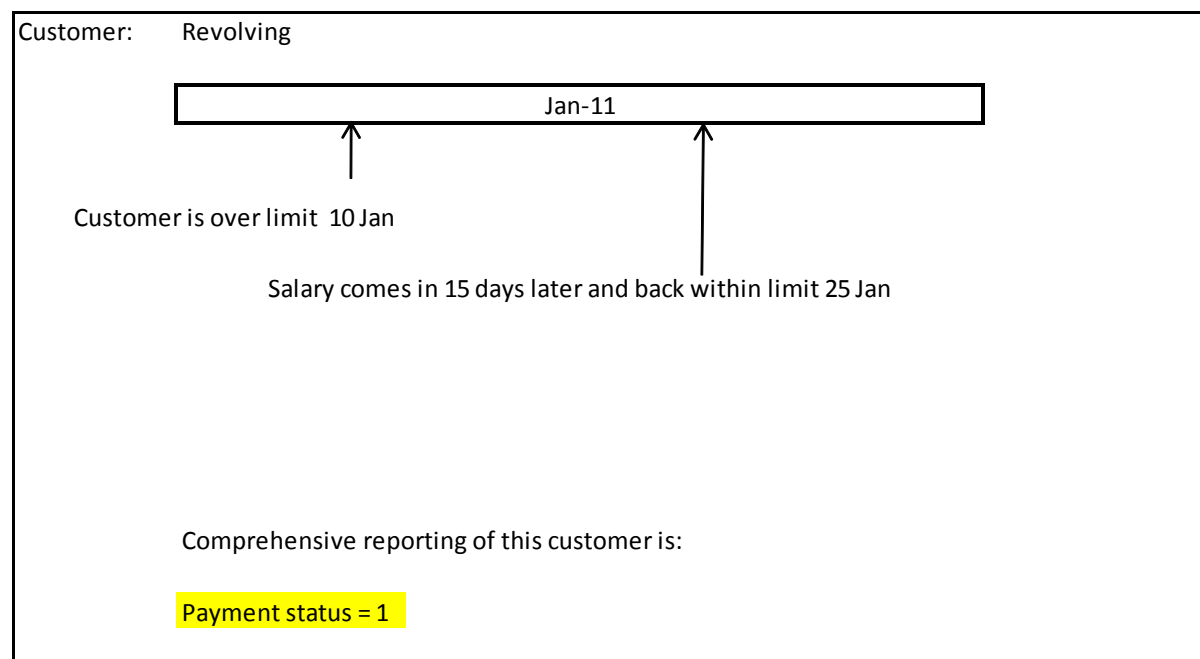 Customer: Revolving
Jan-11
Customer is over limit 10 Jan
Salary comes in 15 days later and back within limit 25 Jan
Comprehensive reporting of this customer is:
Payment status = 1